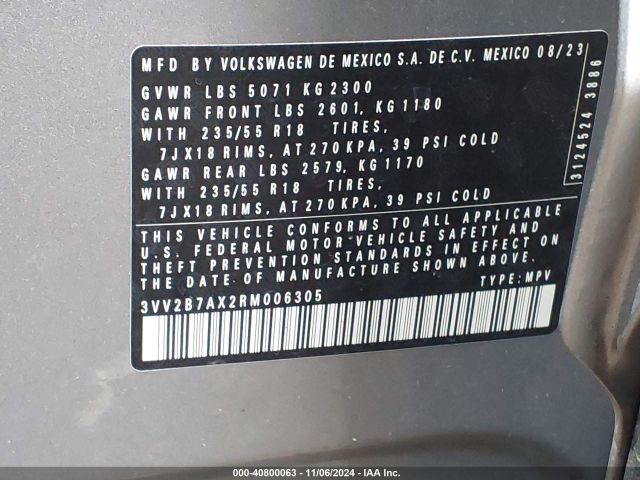 MFD BY VOLKSWAGEN DE MEXICO S.A. DE C.V. MEXICO 08/23
GVWR LBS 5071 KG 2300
GAWR FRONT LBS 2601, KG 1180
WITH 235/55 R18 TIRES,
7JX18 RIMS, AT 270 KPA, 39 PSI COLD
GAWR REAR LBS 2579, KG 1170
WITH 235/55 R18 TIRES,
7JX18 RIMS, AT 270 KPA, 39 PSI COLD
THIS VEHICLE CONFORMS TO ALL APPLICABLE
U.S. FEDERAL MOTOR-VEHICLE SAFETY AND
THEFT PREVENTION STANDARDS IN EFFECT ON
THE DATE OF MANUFACTURE SHOWN ABOVE.
TYPE: MPV
3VV2B7AX2RM006305
3124524 3886
000-40800063 - 11/06/2024 - IAA Inc.